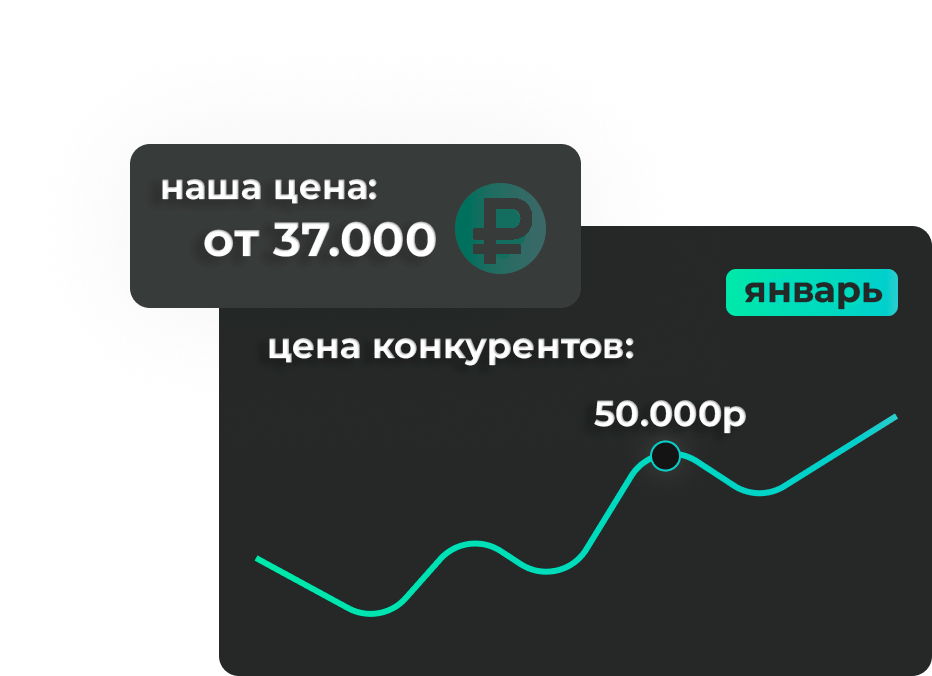 наша цена:
от 37.000 ₽
январь
цена конкурентов:
50.000р